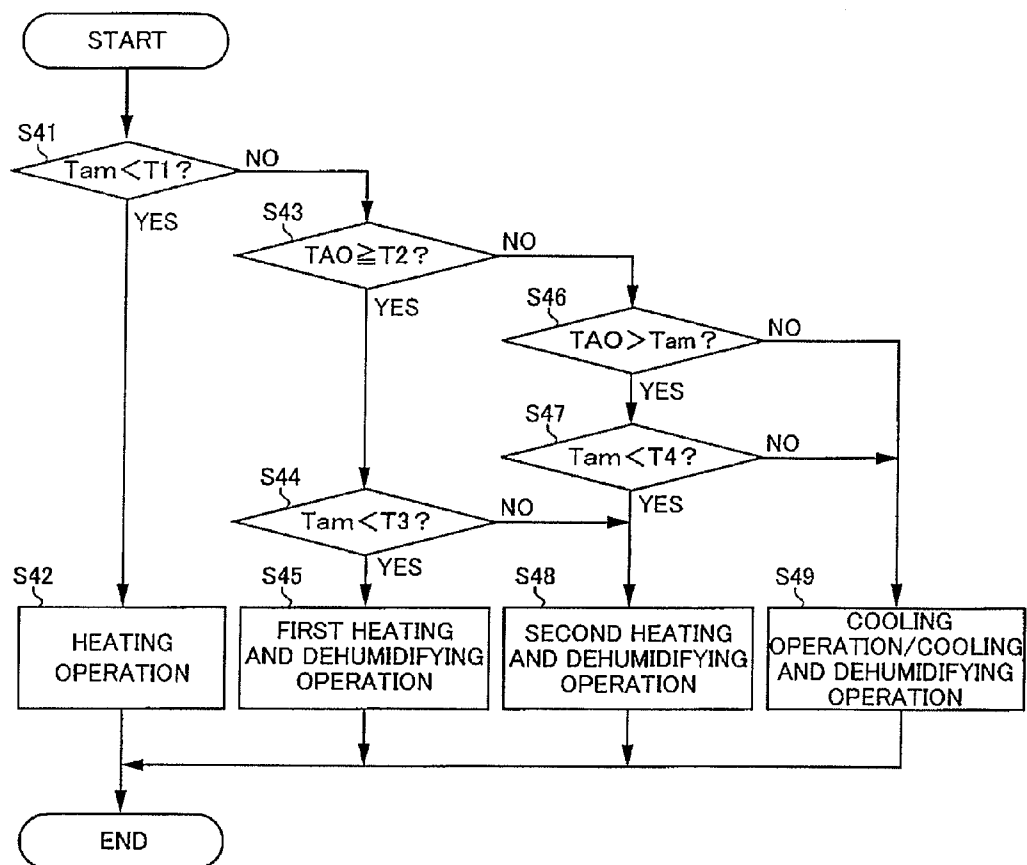 START
S41
Tam<T1?
NO
YES
S43
TAO≧T2?
NO
YES
S46
TAO>Tam?
NO
YES
S47
Tam<T4?
NO
YES
S44
Tam<T3?
NO
YES
S42
HEATING
OPERATION
S45
FIRST HEATING
AND DEHUMIDIFYING
OPERATION
S48
SECOND HEATING
AND DEHUMIDIFYING
OPERATION
S49
COOLING
OPERATION/COOLING
AND DEHUMIDIFYING
OPERATION
END